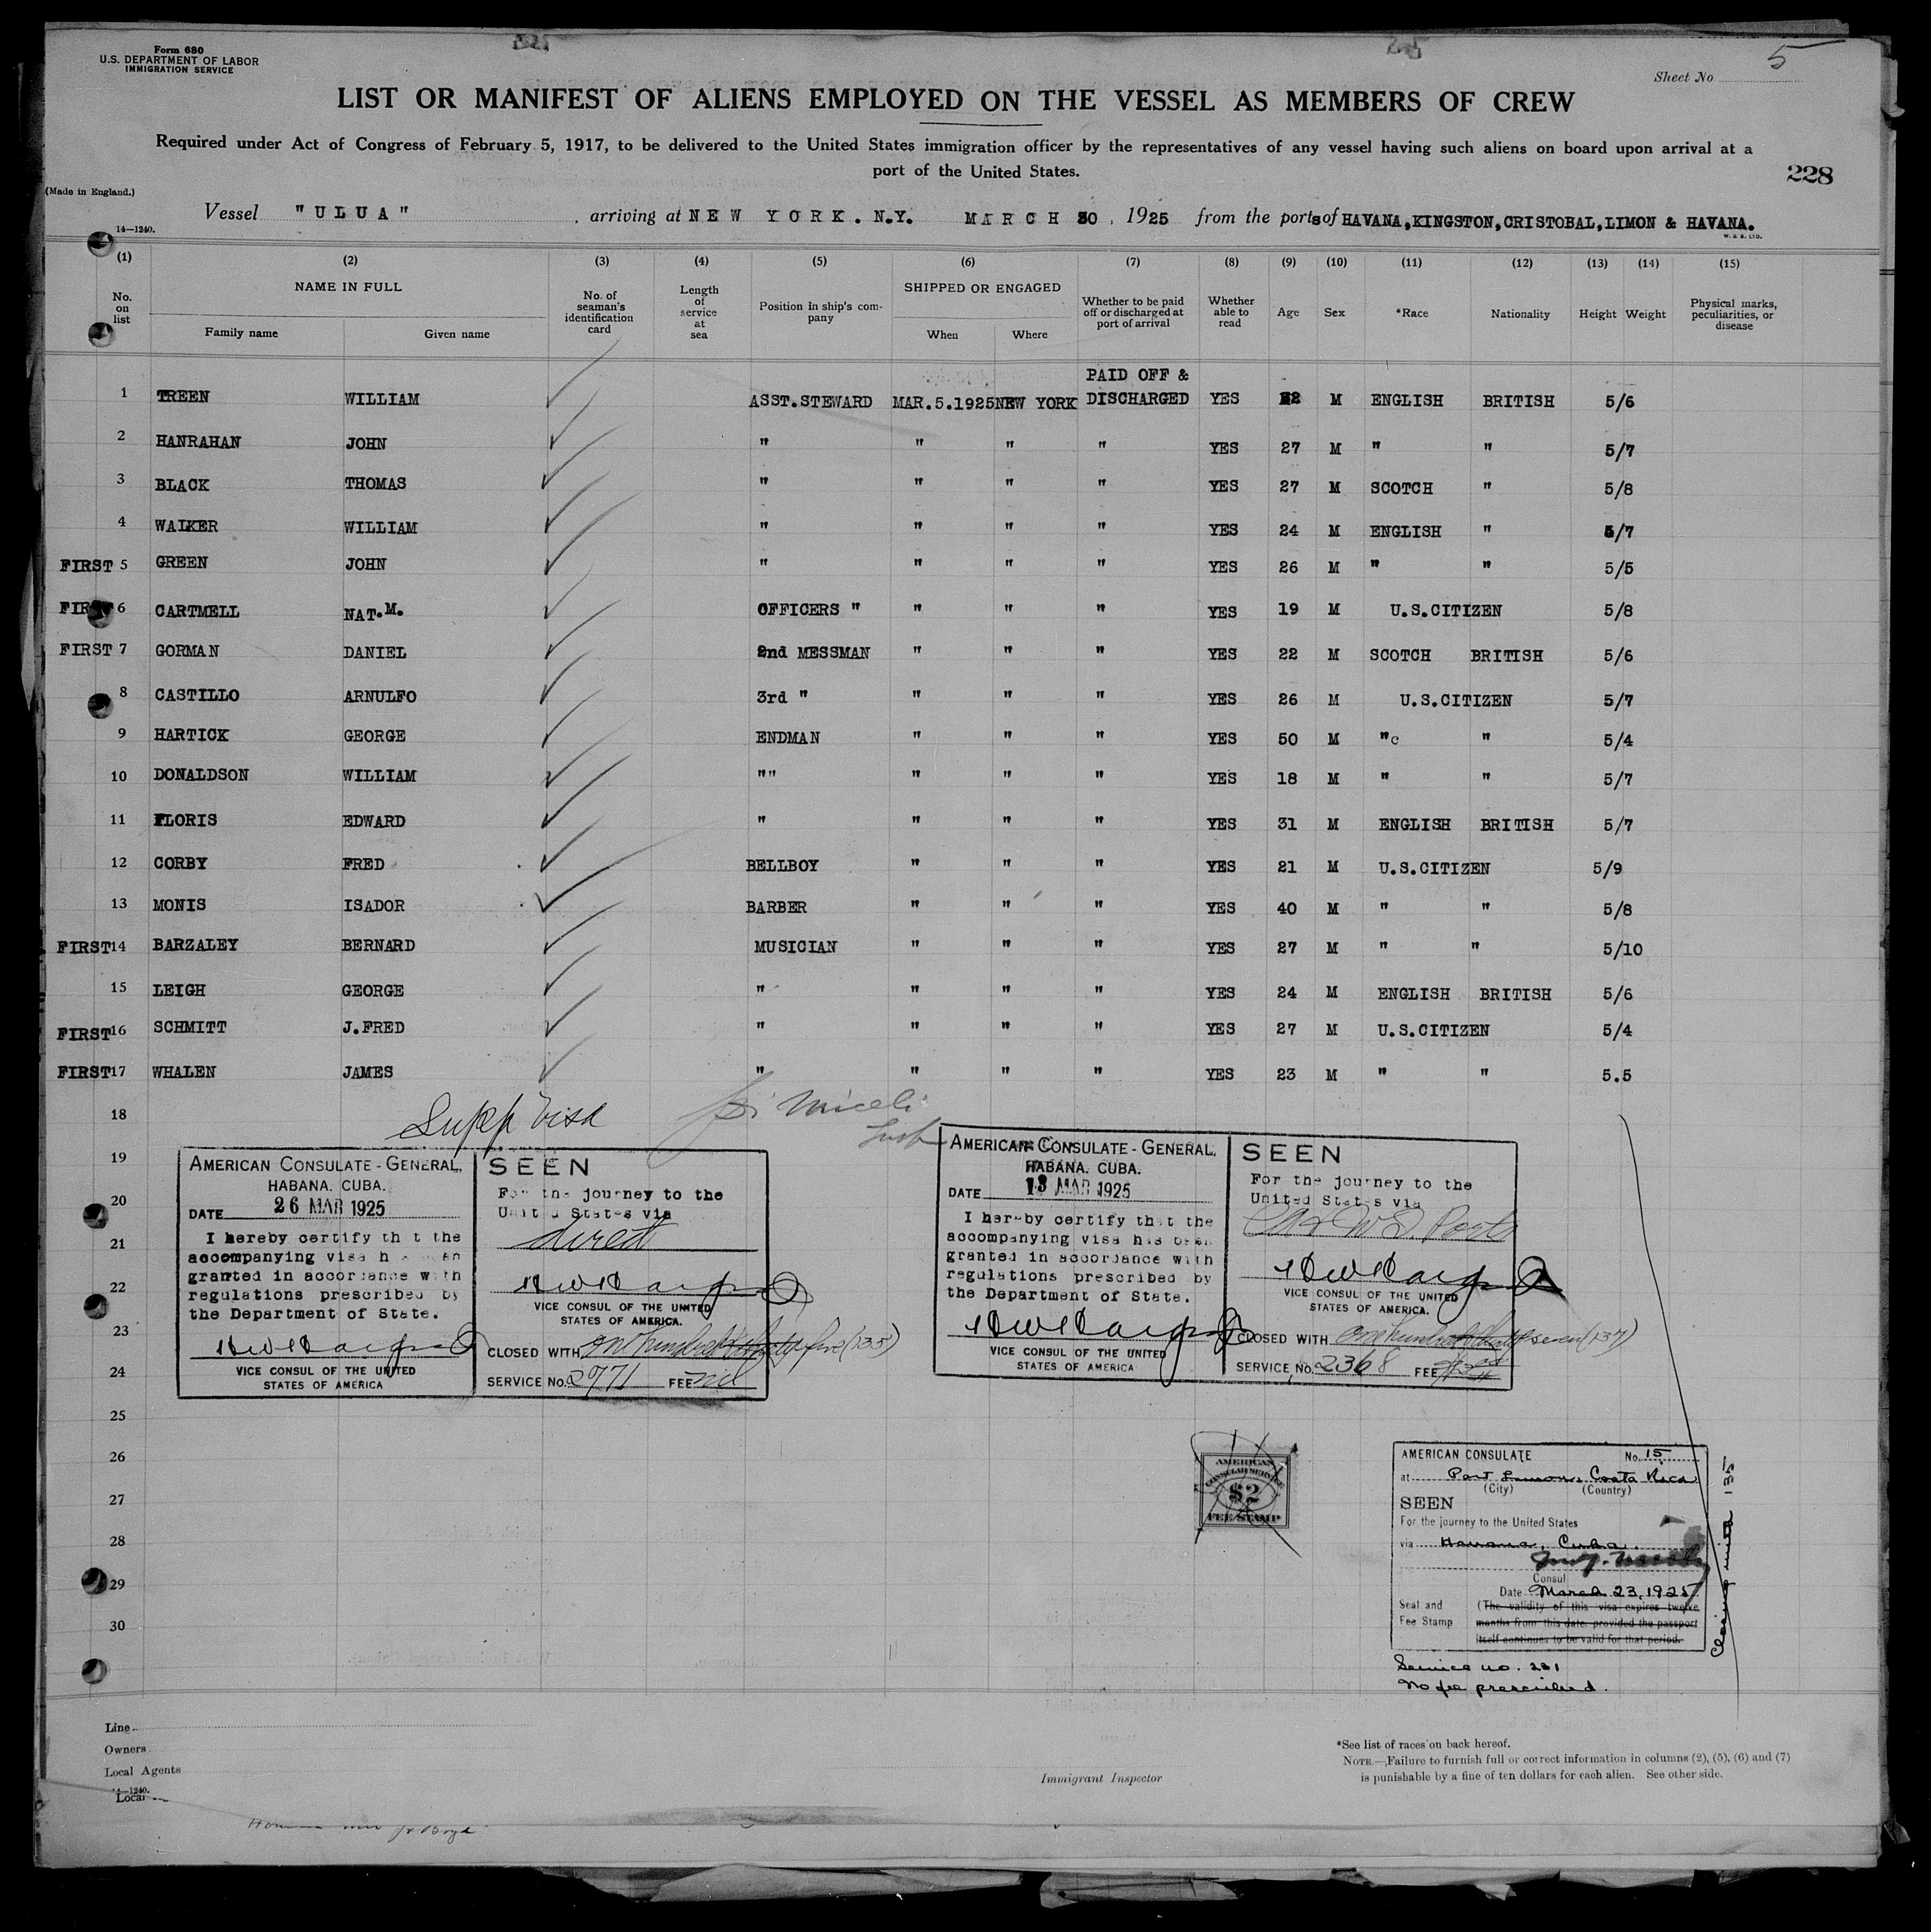 Form 680
U.S. DEPARTMENT OF LABOR
IMMIGRATION SERVICE
Sheet No 5
LIST OR MANIFEST OF ALIENS EMPLOYED ON THE VESSEL AS MEMBERS OF CREW
Required under Act of Congress of February 5, 1917, to be delivered to the United States immigration officer by the representatives of any vessel having such aliens on board upon arrival at a
port of the United States.
228
(Made in England.)
Vessel "ULUA", arriving at NEW YORK. N.Y. MARCH 30, 1925 from the ports of HAVANA, KINGSTON, CRISTOBAL, LIMON & HAVANA.
14—1240.
W. & S. LTD.
(1) (2) (3) (4) (5) (6) (7) (8) (9) (10) (11) (12) (13) (14) (15)
No. on list
NAME IN FULL
Family name Given name
No. of seaman's identification card
Length of service at sea
Position in ship's company
SHIPPED OR ENGAGED
When Where
Whether to be paid off or discharged at port of arrival
Whether able to read
Age
Sex
*Race
Nationality
Height
Weight
Physical marks, peculiarities, or disease
PAID OFF &
1 TREEN WILLIAM ASST.STEWARD MAR.5.1925 NEW YORK DISCHARGED YES M ENGLISH BRITISH 5/6
2 HANRAHAN JOHN " " " " YES 27 M " " 5/7
3 BLACK THOMAS " " " " YES 27 M SCOTCH " 5/8
4 WALKER WILLIAM " " " " YES 24 M ENGLISH " 5/7
FIRST 5 GREEN JOHN " " " " YES 26 M " " 5/5
FIRST 6 CARTMELL NAT.M. OFFICERS " " " " YES 19 M U.S.CITIZEN 5/8
FIRST 7 GORMAN DANIEL 2nd MESSMAN " " " YES 22 M SCOTCH BRITISH 5/6
8 CASTILLO ARNULFO 3rd " " " " YES 26 M U.S.CITIZEN 5/7
9 HARTICK GEORGE ENDMAN " " " YES 50 M "c " 5/4
10 DONALDSON WILLIAM "" " " " YES 18 M " " 5/7
11 FLORIS EDWARD " " " " YES 31 M ENGLISH BRITISH 5/7
12 CORBY FRED BELLBOY " " " YES 21 M U.S.CITIZEN 5/9
13 MONIS ISADOR BARBER " " " YES 40 M " " 5/8
FIRST 14 BARZALEY BERNARD MUSICIAN " " " YES 27 M " " 5/10
15 LEIGH GEORGE " " " " YES 24 M ENGLISH BRITISH 5/6
FIRST 16 SCHMITT J.FRED " " " " YES 27 M U.S.CITIZEN 5/4
FIRST 17 WHALEN JAMES " " " " YES 23 M " " 5.5
18
Supp Visa
19
20
21
22
23
24
25
26
27
28
29
30
AMERICAN CONSULATE-GENERAL,
HABANA. CUBA.
DATE 26 MAR 1925
I hereby certify that the
accompanying visa has been
granted in accordance with
regulations prescribed by
the Department of State.
VICE CONSUL OF THE UNITED
STATES OF AMERICA
SEEN
For the journey to the
United States via
direct
VICE CONSUL OF THE UNITED
STATES OF AMERICA.
CLOSED WITH one hundred thirty five (135)
SERVICE No. 2971 FEE nil
AMERICAN CONSULATE-GENERAL,
HABANA. CUBA.
DATE 13 MAR 1925
I hereby certify that the
accompanying visa has been
granted in accordance with
regulations prescribed by
the Department of State.
VICE CONSUL OF THE UNITED
STATES OF AMERICA
SEEN
For the journey to the
United States via
VICE CONSUL OF THE UNITED
STATES OF AMERICA.
CLOSED WITH one hundred thirty seven (137)
SERVICE No. 2368 FEE
AMERICAN
CONSULAR SERVICE
$2
FEE STAMP
AMERICAN CONSULATE No. 15
at Port Limon, Costa Rica
(City) (Country)
SEEN
For the journey to the United States
via Havana, Cuba.
Consul
Date March 23, 1925
Seal and
Fee Stamp
(The validity of this visa expires twelve
months from this date provided the passport
itself continues to be valid for that period.
Service no. 231
No fee prescribed.
Closing with 135
Line
Owners
Local Agents
14—1240.
Local
Immigrant Inspector
*See list of races on back hereof.
NOTE.—Failure to furnish full or correct information in columns (2), (5), (6) and (7)
is punishable by a fine of ten dollars for each alien. See other side.